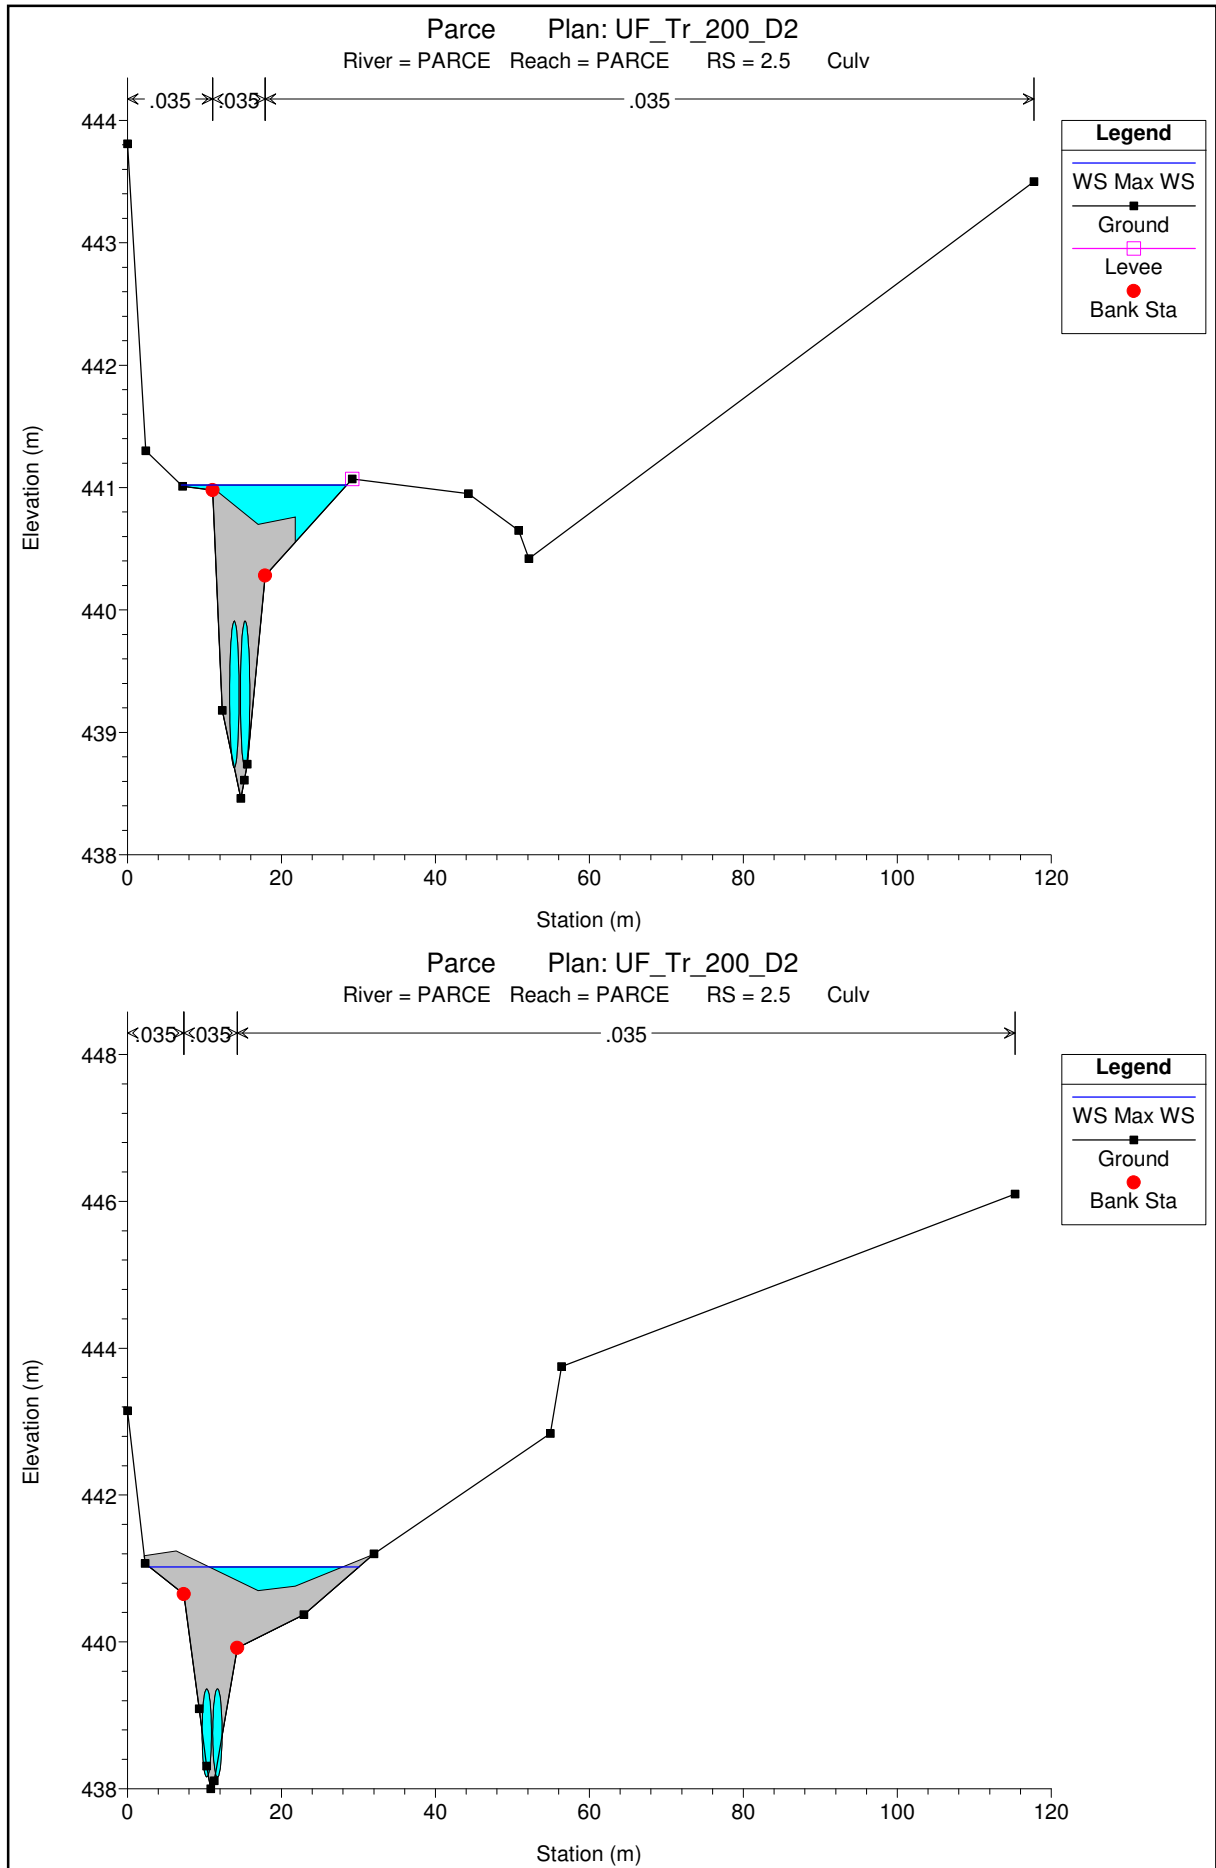 Parce Plan: UF_Tr_200_D2
River = PARCE Reach = PARCE RS = 2.5 Culv
.035 .035 .035
Legend
WS Max WS
Ground
Levee
Bank Sta
444
443
442
441
440
439
438
Elevation (m)
0 20 40 60 80 100 120
Station (m)
Parce Plan: UF_Tr_200_D2
River = PARCE Reach = PARCE RS = 2.5 Culv
.035 .035 .035
Legend
WS Max WS
Ground
Bank Sta
448
446
444
442
440
438
Elevation (m)
0 20 40 60 80 100 120
Station (m)